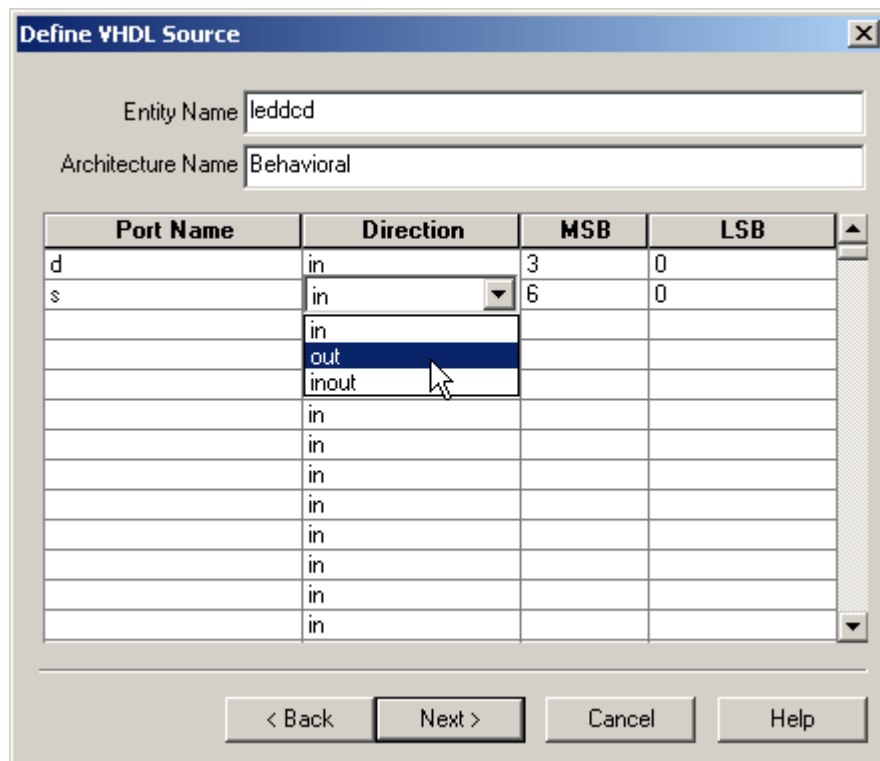 Define VHDL Source
Entity Name leddcd
Architecture Name Behavioral
Port Name Direction MSB LSB
d in 3 0
s in 6 0
in
out
inout
in
in
in
in
in
in
in
in
< Back Next > Cancel Help